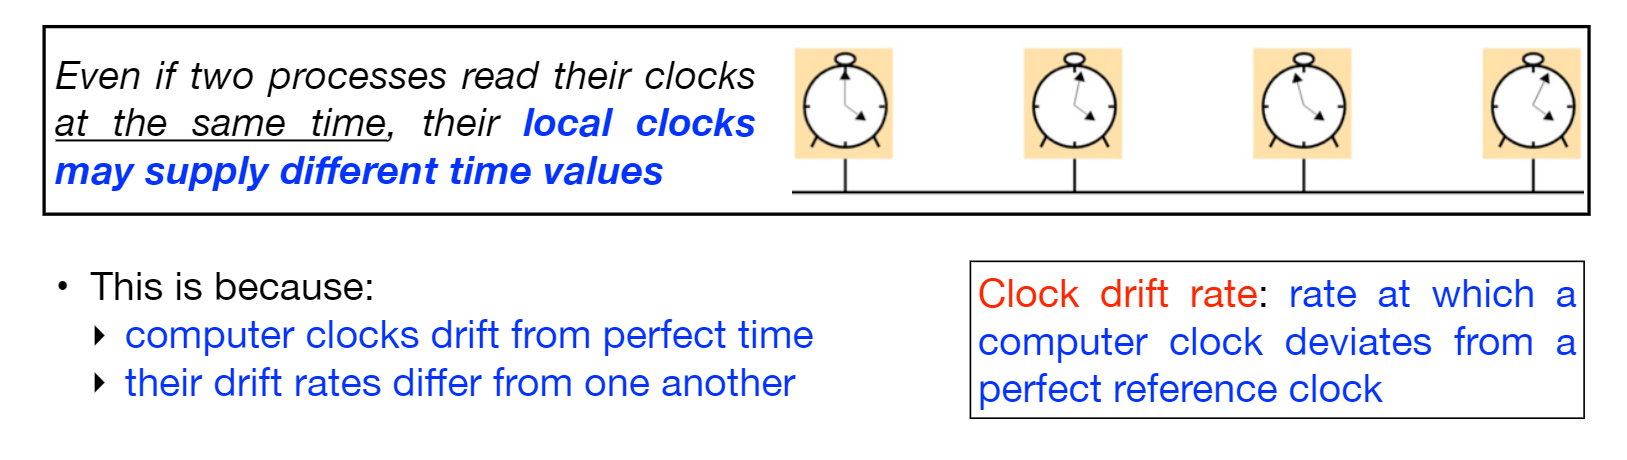 Even if two processes read their clocks
at the same time, their local clocks
may supply different time values
• This is because:
‣ computer clocks drift from perfect time
‣ their drift rates differ from one another
Clock drift rate: rate at which a
computer clock deviates from a
perfect reference clock